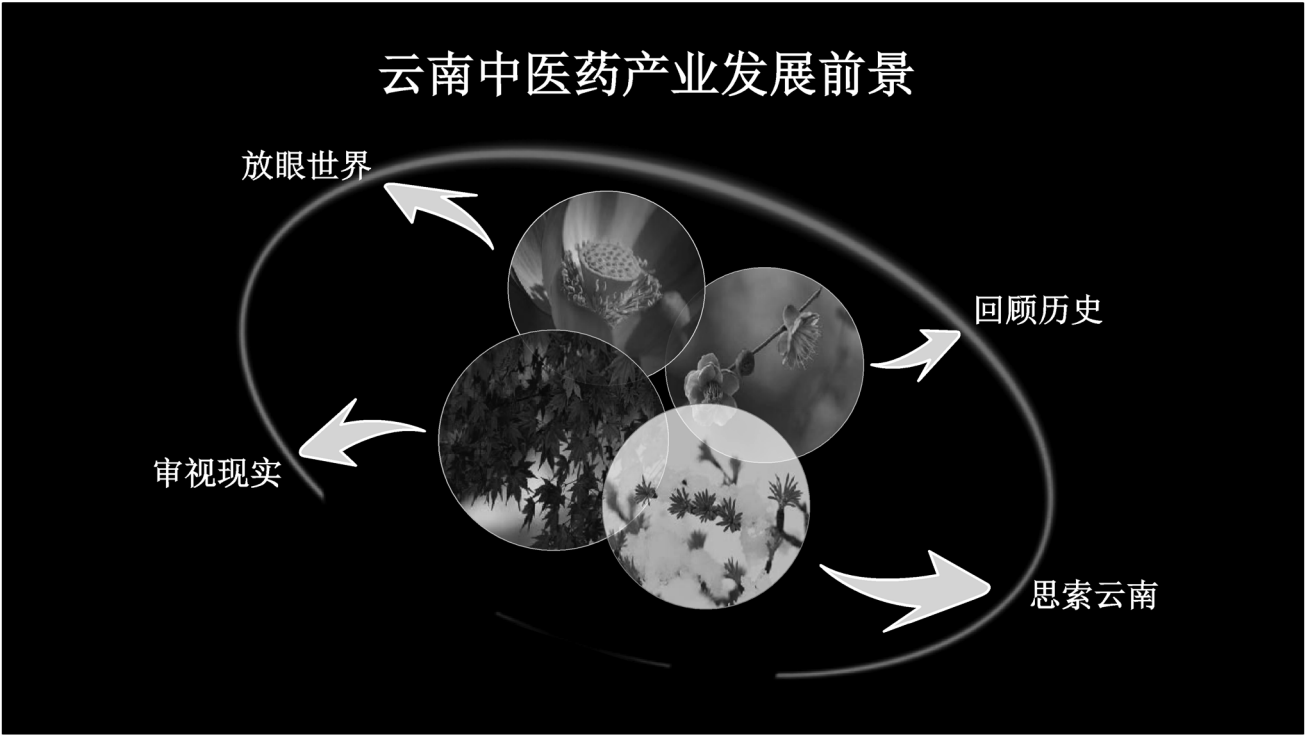 云南中医药产业发展前景
放眼世界
回顾历史
审视现实
思索云南